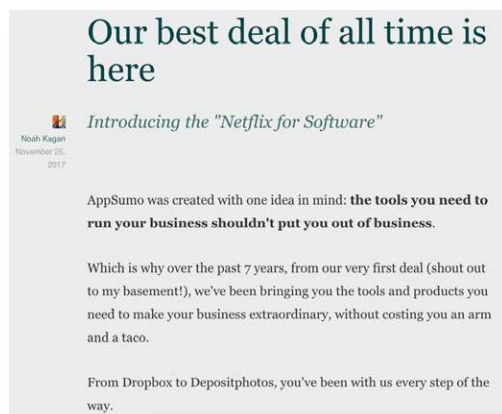 Our best deal of all time is
here
Introducing the "Netflix for Software"
Noah Kagan
November 25,
2017
AppSumo was created with one idea in mind: the tools you need to
run your business shouldn't put you out of business.
Which is why over the past 7 years, from our very first deal (shout out
to my basement!), we've been bringing you the tools and products you
need to make your business extraordinary, without costing you an arm
and a taco.
From Dropbox to Depositphotos, you've been with us every step of the
way.